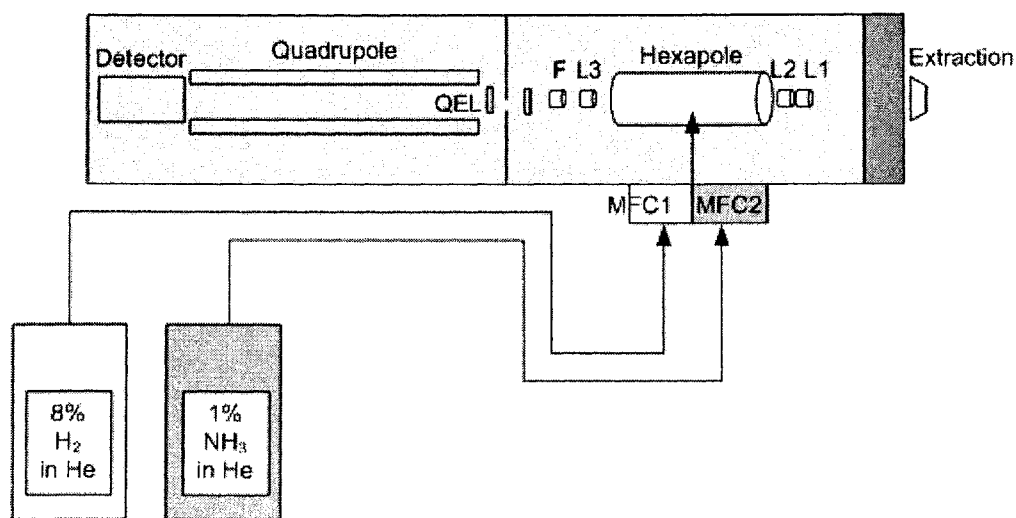 Detector
Quadrupole
QEL
F L3
Hexapole
L2 L1
Extraction
MFC1
MFC2
8%
H₂
in He
1%
NH₃
in He